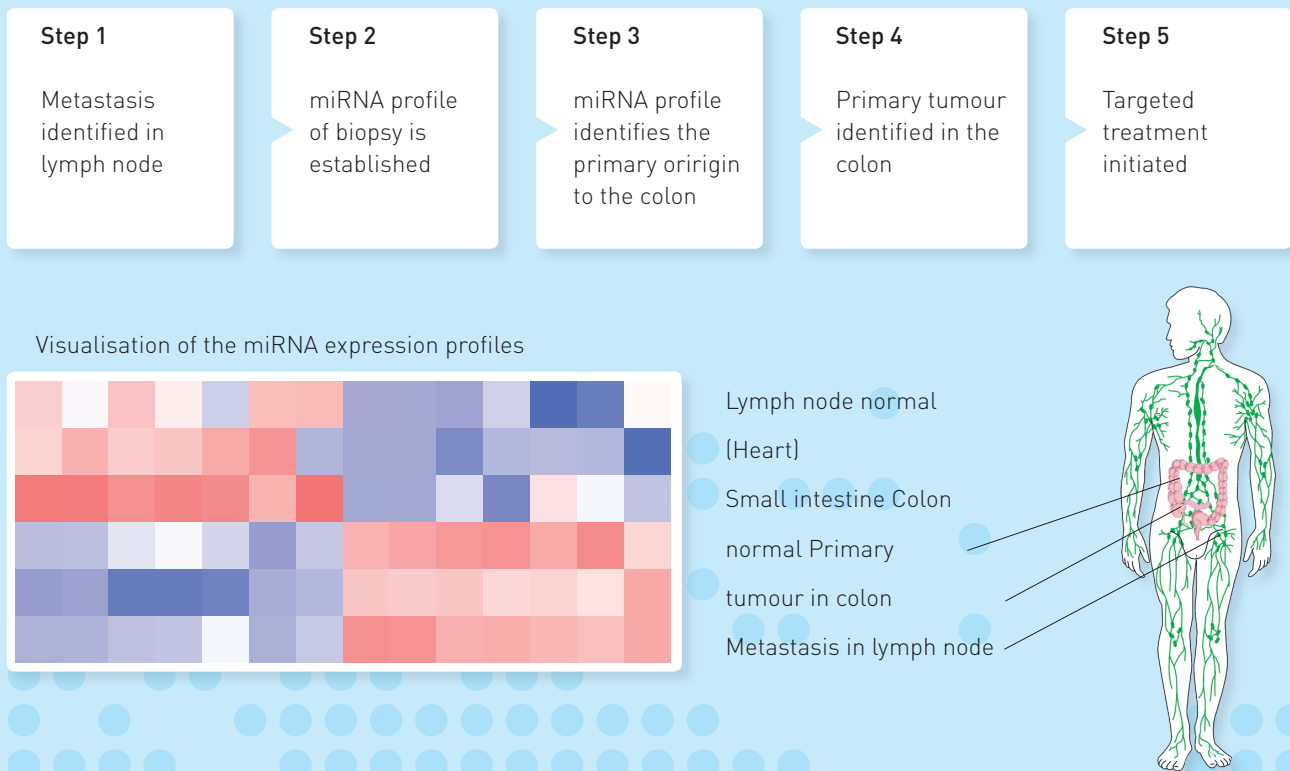 Step 1
Metastasis
identified in
lymph node
Step 2
miRNA profile
of biopsy is
established
Step 3
miRNA profile
identifies the
primary oririgin
to the colon
Step 4
Primary tumour
identified in the
colon
Step 5
Targeted
treatment
initiated
Visualisation of the miRNA expression profiles
Lymph node normal
(Heart)
Small intestine Colon
normal Primary
tumour in colon
Metastasis in lymph node